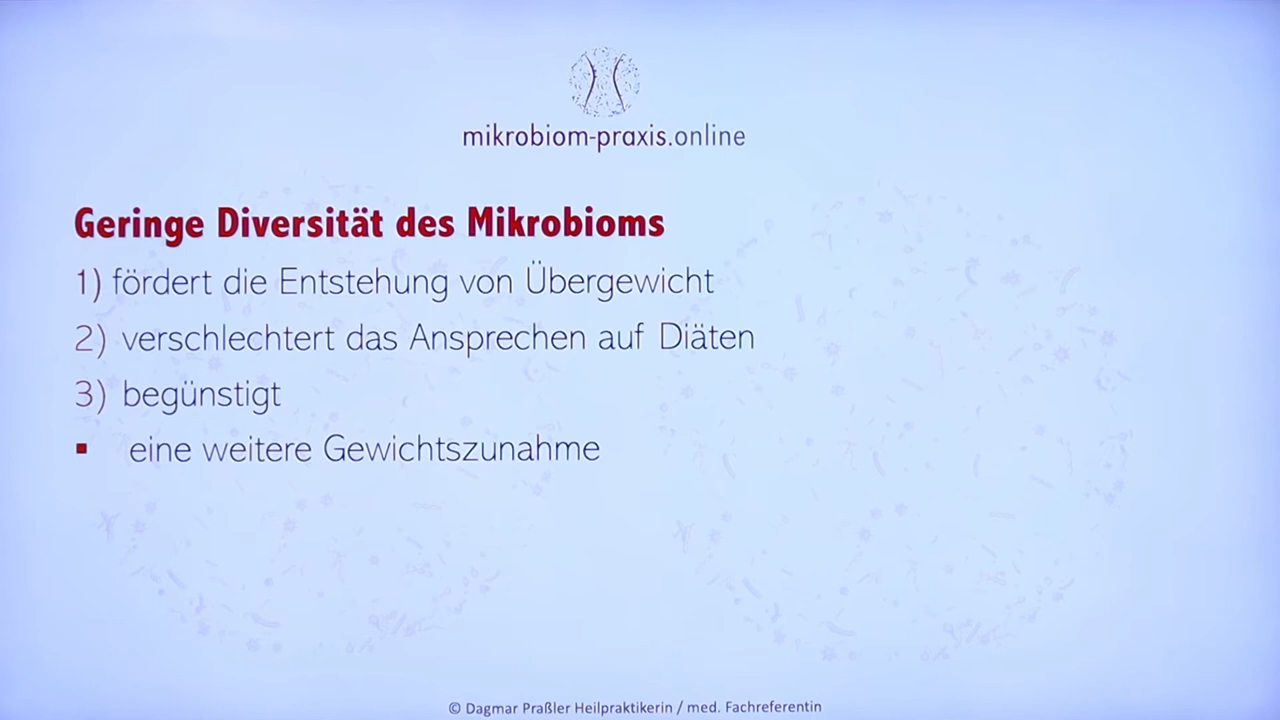 mikrobiom-praxis.online
Geringe Diversität des Mikrobioms
1) fördert die Entstehung von Übergewicht
2) verschlechtert das Ansprechen auf Diäten
3) begünstigt
▪ eine weitere Gewichtszunahme
© Dagmar Praßler Heilpraktikerin / med. Fachreferentin